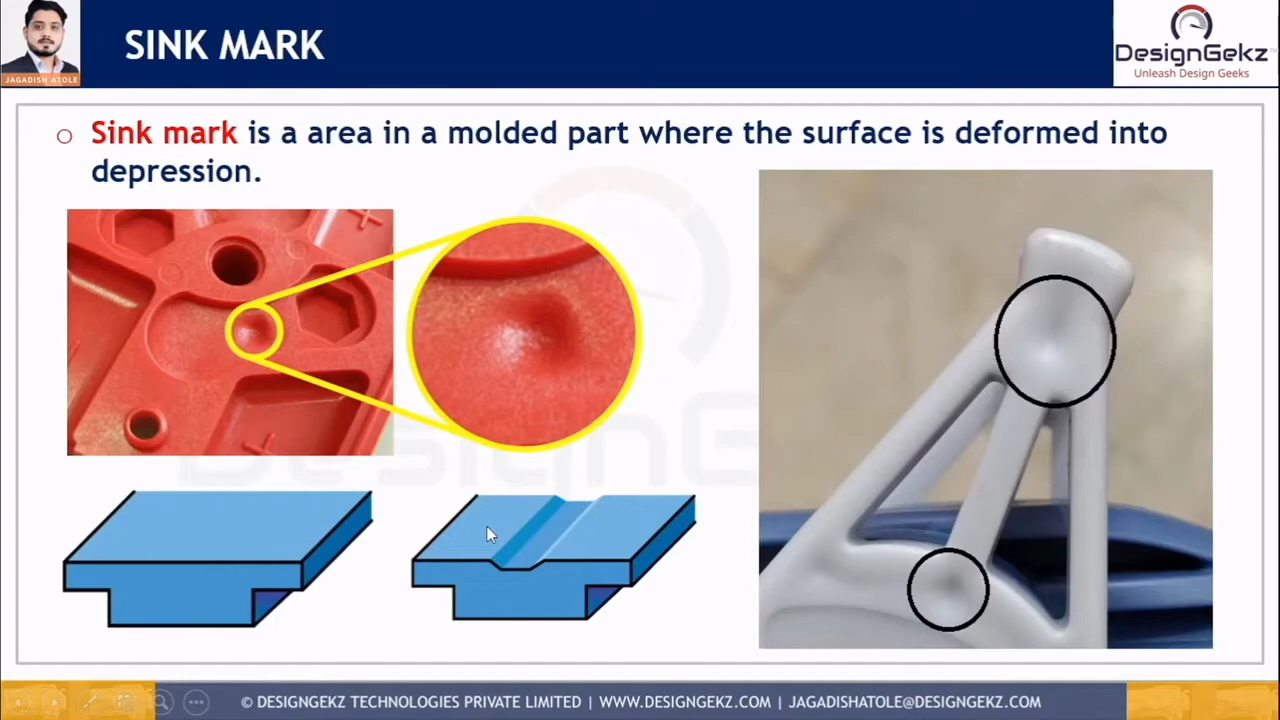 SINK MARK
JAGADISH ATOLE
DesignGekz
Unleash Design Geeks
Sink mark is a area in a molded part where the surface is deformed into
depression.
DesignGekz
© DESIGNGEKZ TECHNOLOGIES PRIVATE LIMITED | WWW.DESIGNGEKZ.COM | JAGADISHATOLE@DESIGNGEKZ.COM